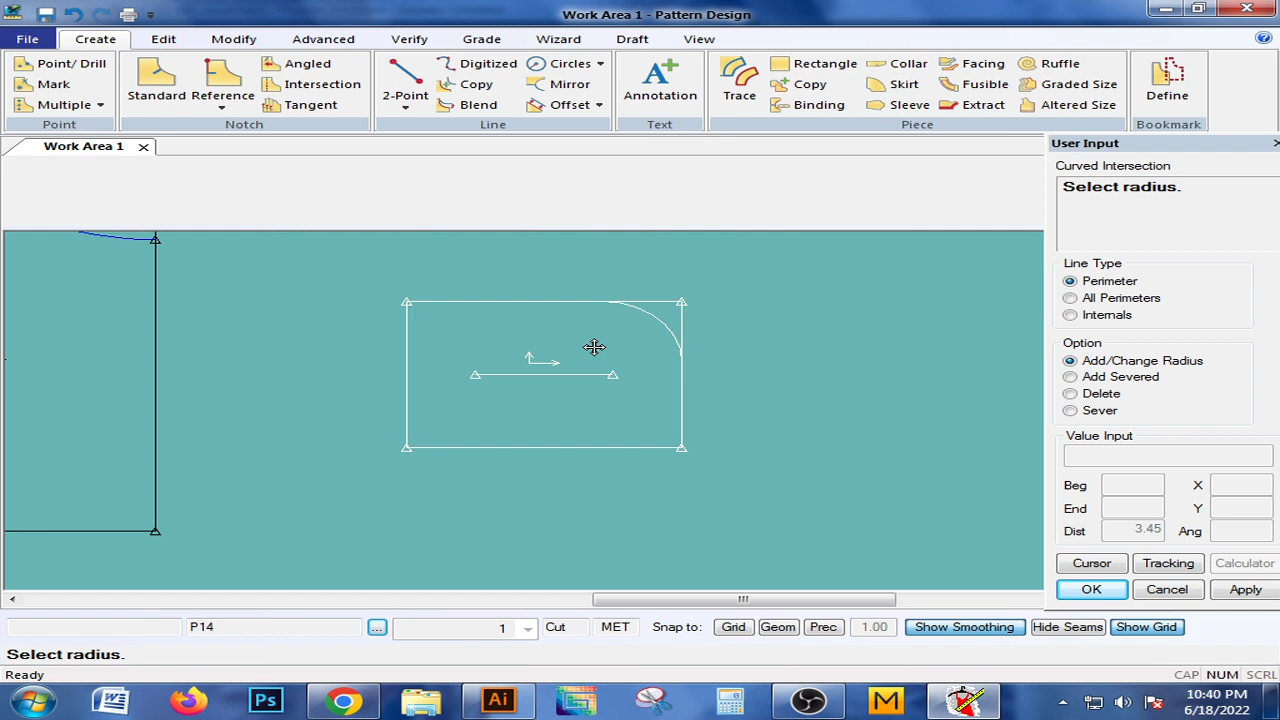 Work Area 1 - Pattern Design
File Create Edit Modify Advanced Verify Grade Wizard Draft View
Point/ Drill Angled Digitized Circles Rectangle Collar Facing Ruffle
Mark Standard Reference Intersection 2-Point Copy Mirror Annotation Trace Copy Skirt Fusible Graded Size Define
Multiple Tangent Blend Offset Binding Sleeve Extract Altered Size
Point Notch Line Text Piece Bookmark
Work Area 1
User Input
Curved Intersection
Select radius.
Line Type
Perimeter
All Perimeters
Internals
Option
Add/Change Radius
Add Severed
Delete
Sever
Value Input
Beg X
End Y
Dist 3.45 Ang
Cursor Tracking Calculator
OK Cancel Apply
P14 ... 1 Cut MET Snap to: Grid Geom Prec 1.00 Show Smoothing Hide Seams Show Grid
Select radius.
Ready CAP NUM SCRL
W Ps Ai M 10:40 PM
6/18/2022